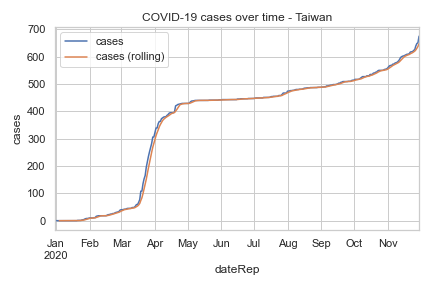 COVID-19 cases over time - Taiwan
cases
cases (rolling)
700
600
500
400
300
200
100
0
cases
Jan Feb Mar Apr May Jun Jul Aug Sep Oct Nov
2020
dateRep